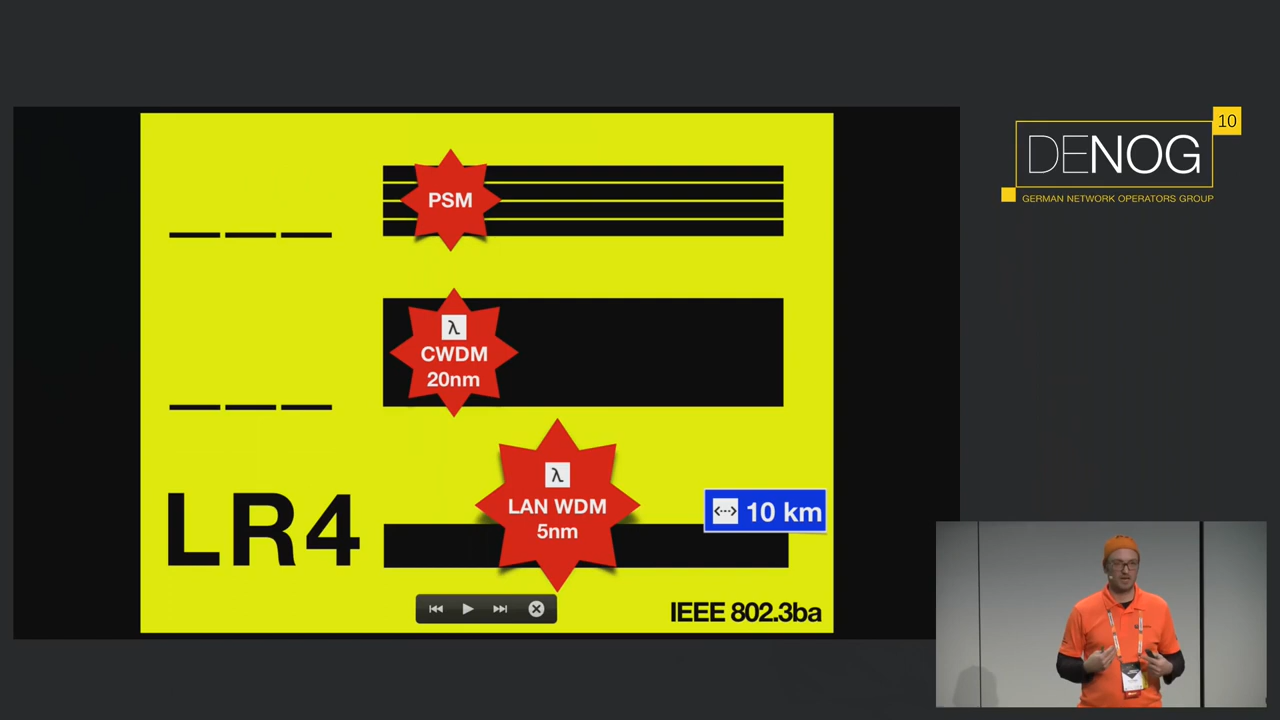 PSM
λ
CWDM
20nm
LR4
λ
LAN WDM
5nm
<··> 10 km
IEEE 802.3ba
DENOG
10
GERMAN NETWORK OPERATORS GROUP